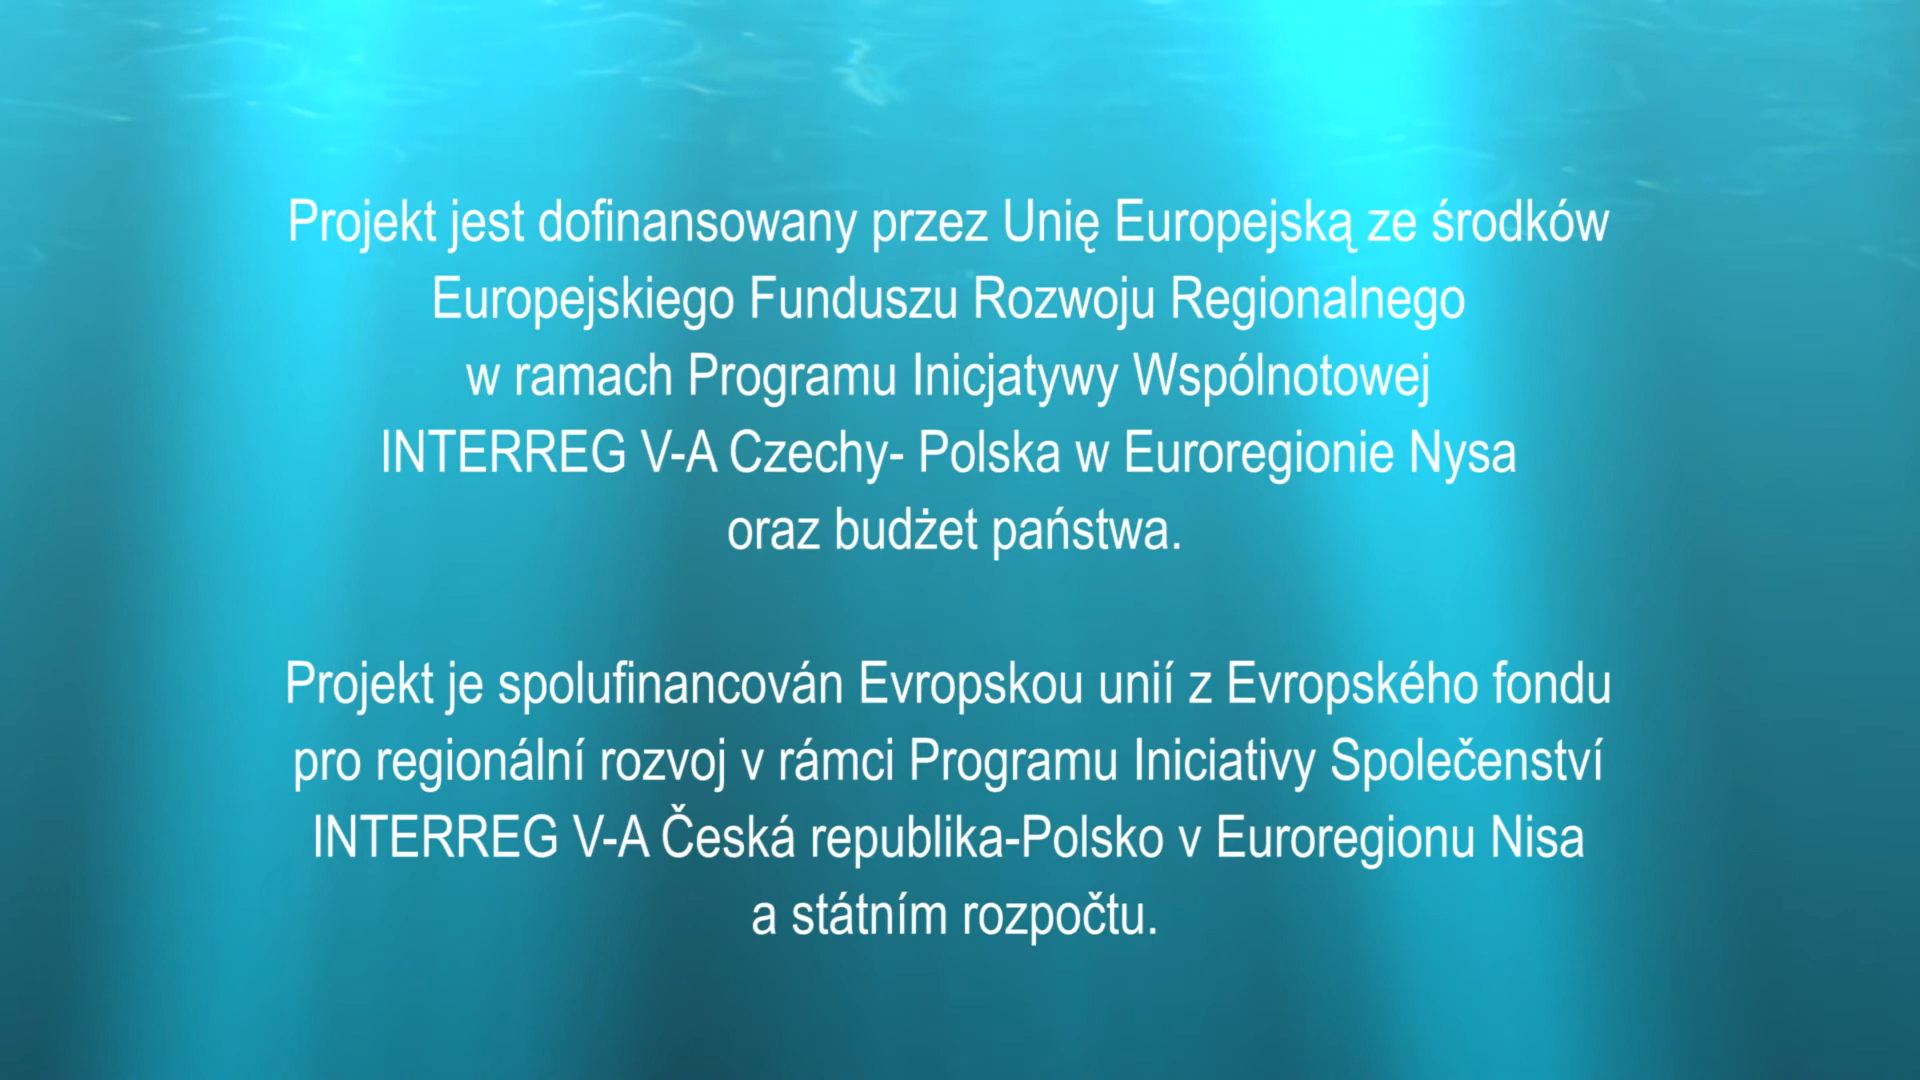 Projekt jest dofinansowany przez Unię Europejską ze środków
Europejskiego Funduszu Rozwoju Regionalnego
w ramach Programu Inicjatywy Wspólnotowej
INTERREG V-A Czechy- Polska w Euroregionie Nysa
oraz budżet państwa.
Projekt je spolufinancován Evropskou unií z Evropského fondu
pro regionální rozvoj v rámci Programu Iniciativy Společenství
INTERREG V-A Česká republika-Polsko v Euroregionu Nisa
a státním rozpočtu.